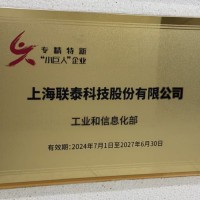 专精特新
“小巨人”企业
上海联泰科技股份有限公司
工业和信息化部
有效期：2024年7月1日至2027年6月30日